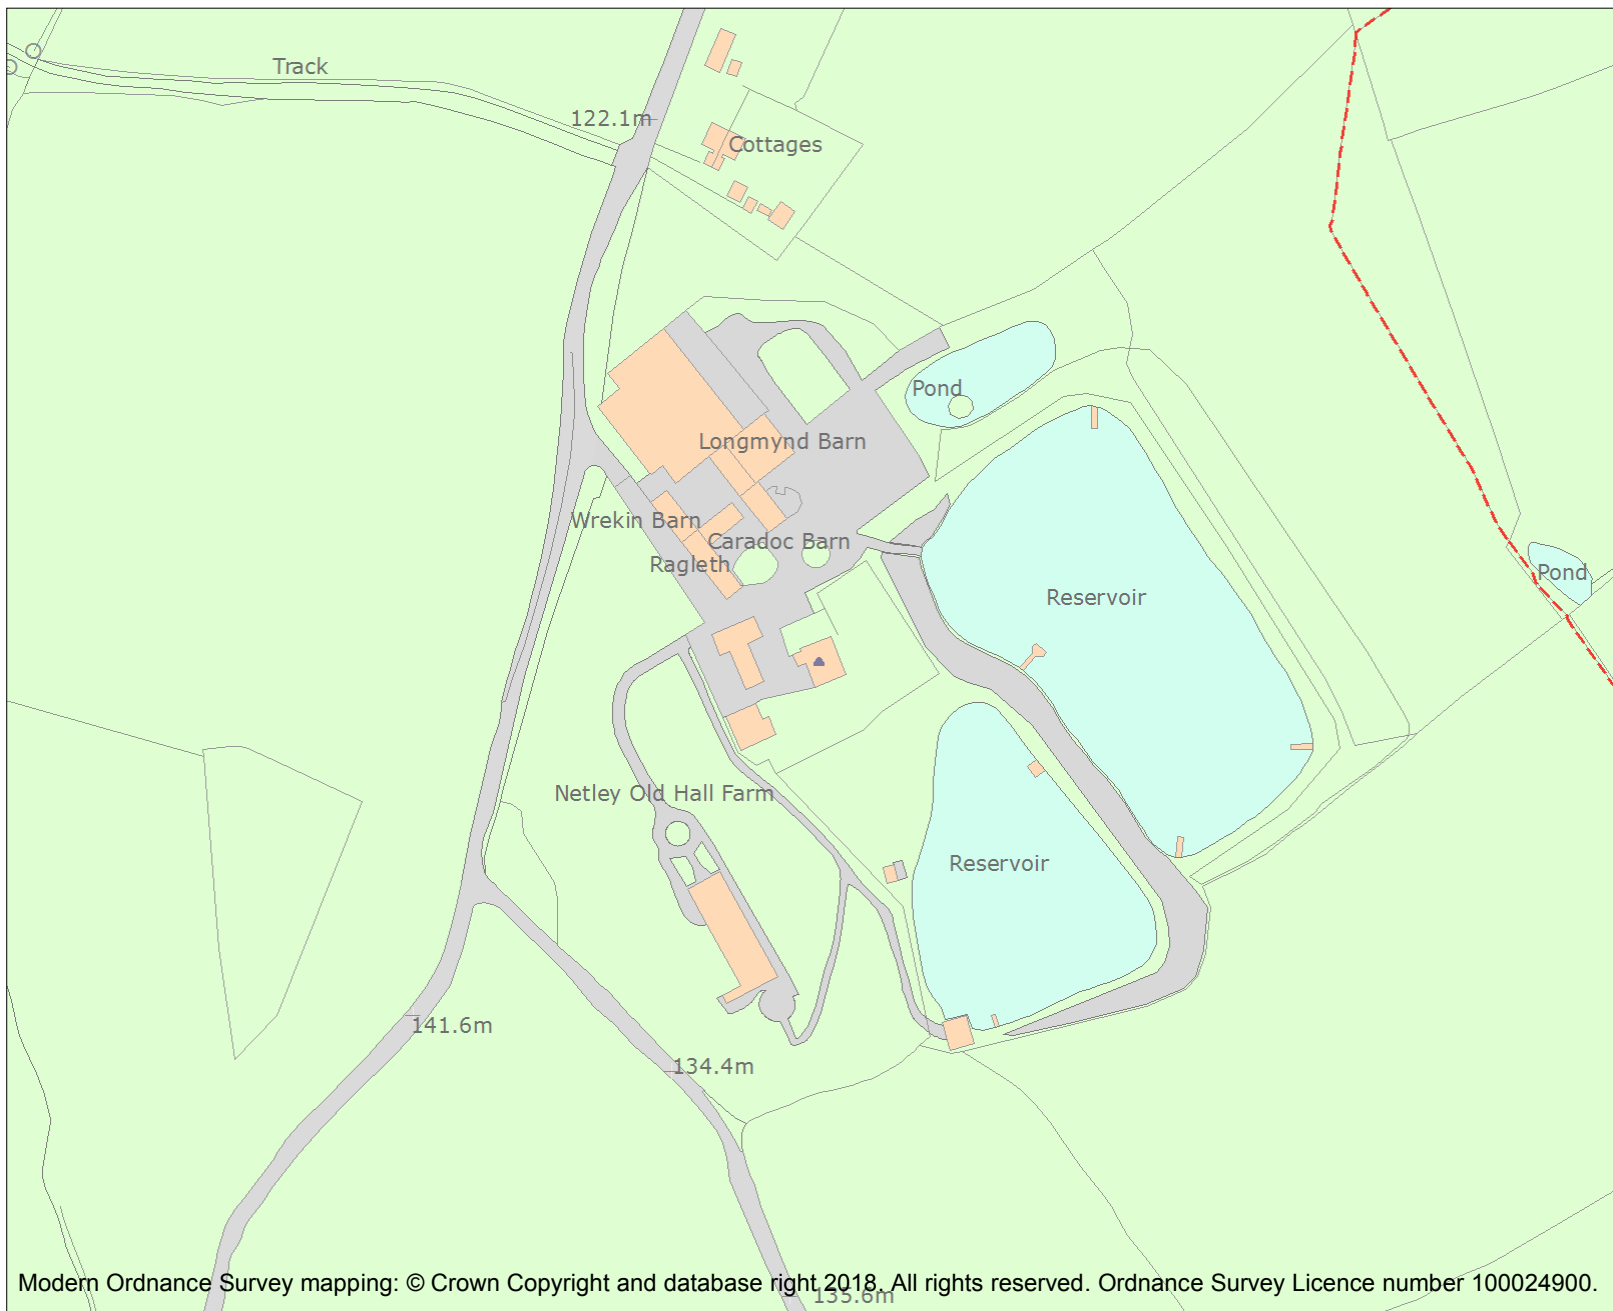 Track
122.1m
Cottages
Pond
Longmynd Barn
Wrekin Barn
Caradoc Barn
Ragleth
Pond
Reservoir
Netley Old Hall Farm
Reservoir
141.6m
134.4m
Modern Ordnance Survey mapping: © Crown Copyright and database right 2018. All rights reserved. Ordnance Survey Licence number 100024900.
135.6m